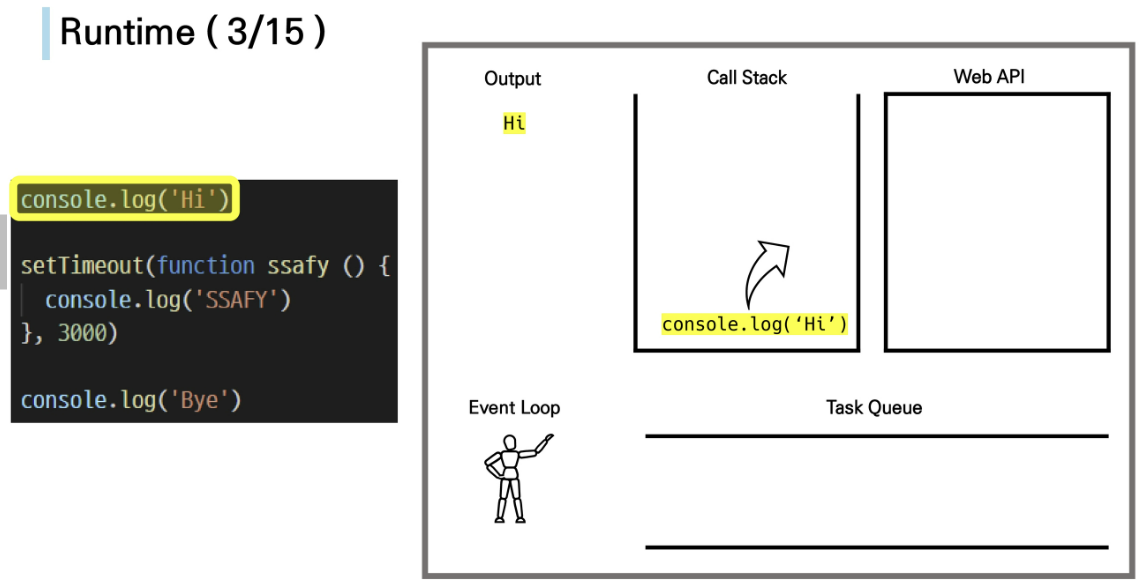 Runtime ( 3/15 )
console.log('Hi')
setTimeout(function ssafy () {
  console.log('SSAFY')
}, 3000)
console.log('Bye')
Output
Call Stack
Web API
Hi
console.log(‘Hi’)
Event Loop
Task Queue